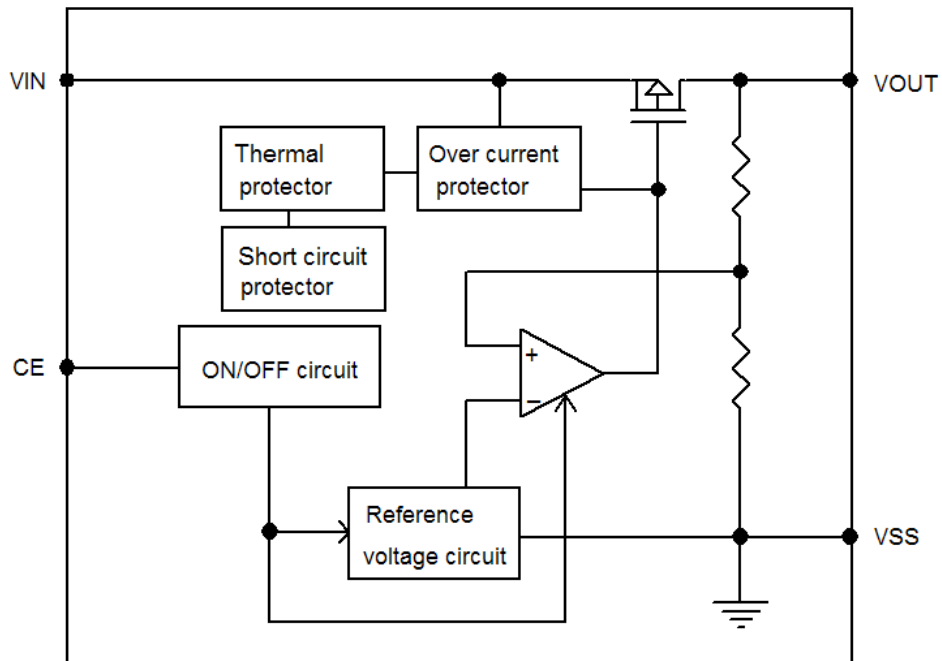 VIN
VOUT
Thermal
protector
Over current
protector
Short circuit
protector
CE
ON/OFF circuit
+
−
Reference
voltage circuit
VSS